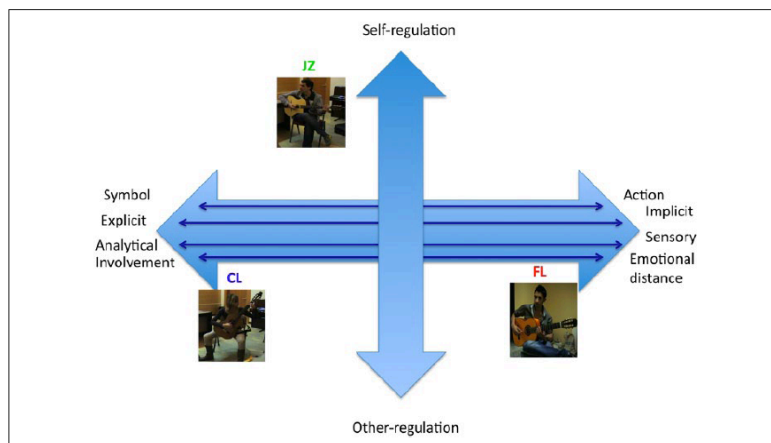 Self-regulation
JZ
Symbol
Explicit
Analytical
Involvement
Action
Implicit
Sensory
Emotional
distance
CL
FL
Other-regulation